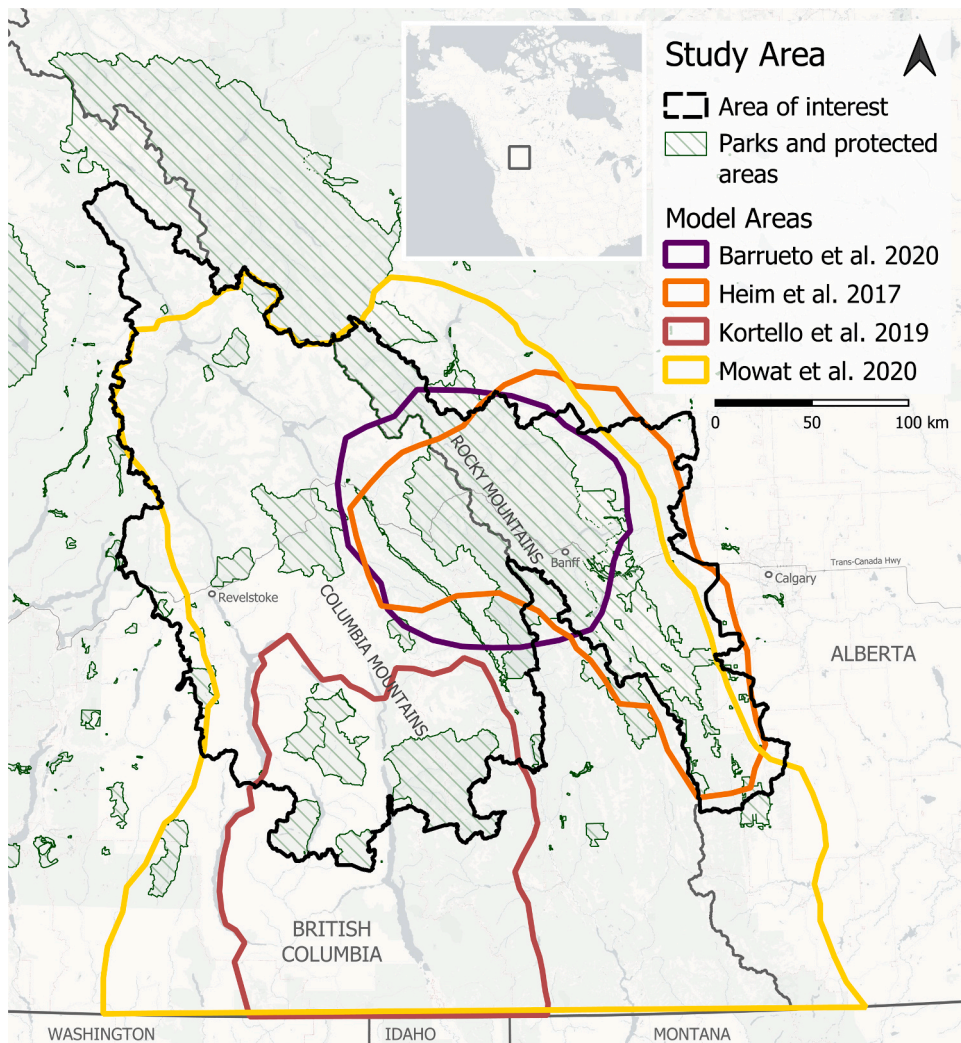 Study Area
Area of interest
Parks and protected
areas
Model Areas
Barrueto et al. 2020
Heim et al. 2017
Kortello et al. 2019
Mowat et al. 2020
0 50 100 km
ROCKY MOUNTAINS
Banff
Trans-Canada Hwy
Calgary
Revelstoke
COLUMBIA MOUNTAINS
ALBERTA
BRITISH
COLUMBIA
WASHINGTON IDAHO MONTANA